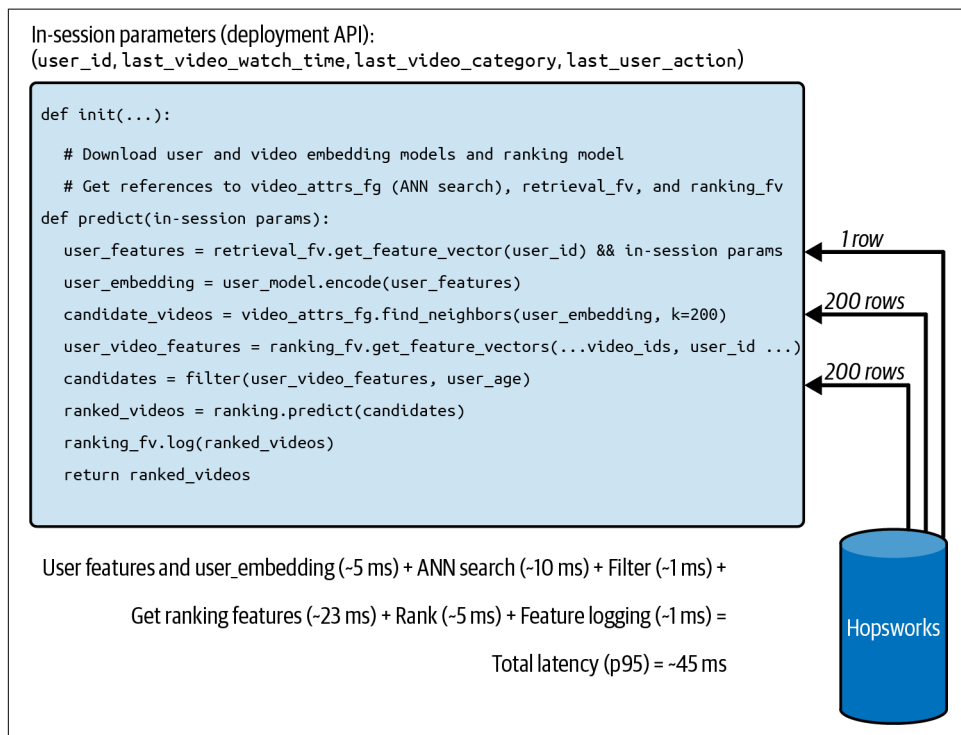 In-session parameters (deployment API):
(user_id, last_video_watch_time, last_video_category, last_user_action)
def init(...):
# Download user and video embedding models and ranking model
# Get references to video_attrs_fg (ANN search), retrieval_fv, and ranking_fv
def predict(in-session params):
user_features = retrieval_fv.get_feature_vector(user_id) && in-session params
1 row
user_embedding = user_model.encode(user_features)
200 rows
candidate_videos = video_attrs_fg.find_neighbors(user_embedding, k=200)
user_video_features = ranking_fv.get_feature_vectors(...video_ids, user_id ...)
200 rows
candidates = filter(user_video_features, user_age)
ranked_videos = ranking.predict(candidates)
ranking_fv.log(ranked_videos)
return ranked_videos
User features and user_embedding (~5 ms) + ANN search (~10 ms) + Filter (~1 ms) +
Get ranking features (~23 ms) + Rank (~5 ms) + Feature logging (~1 ms) =
Total latency (p95) = ~45 ms
Hopsworks